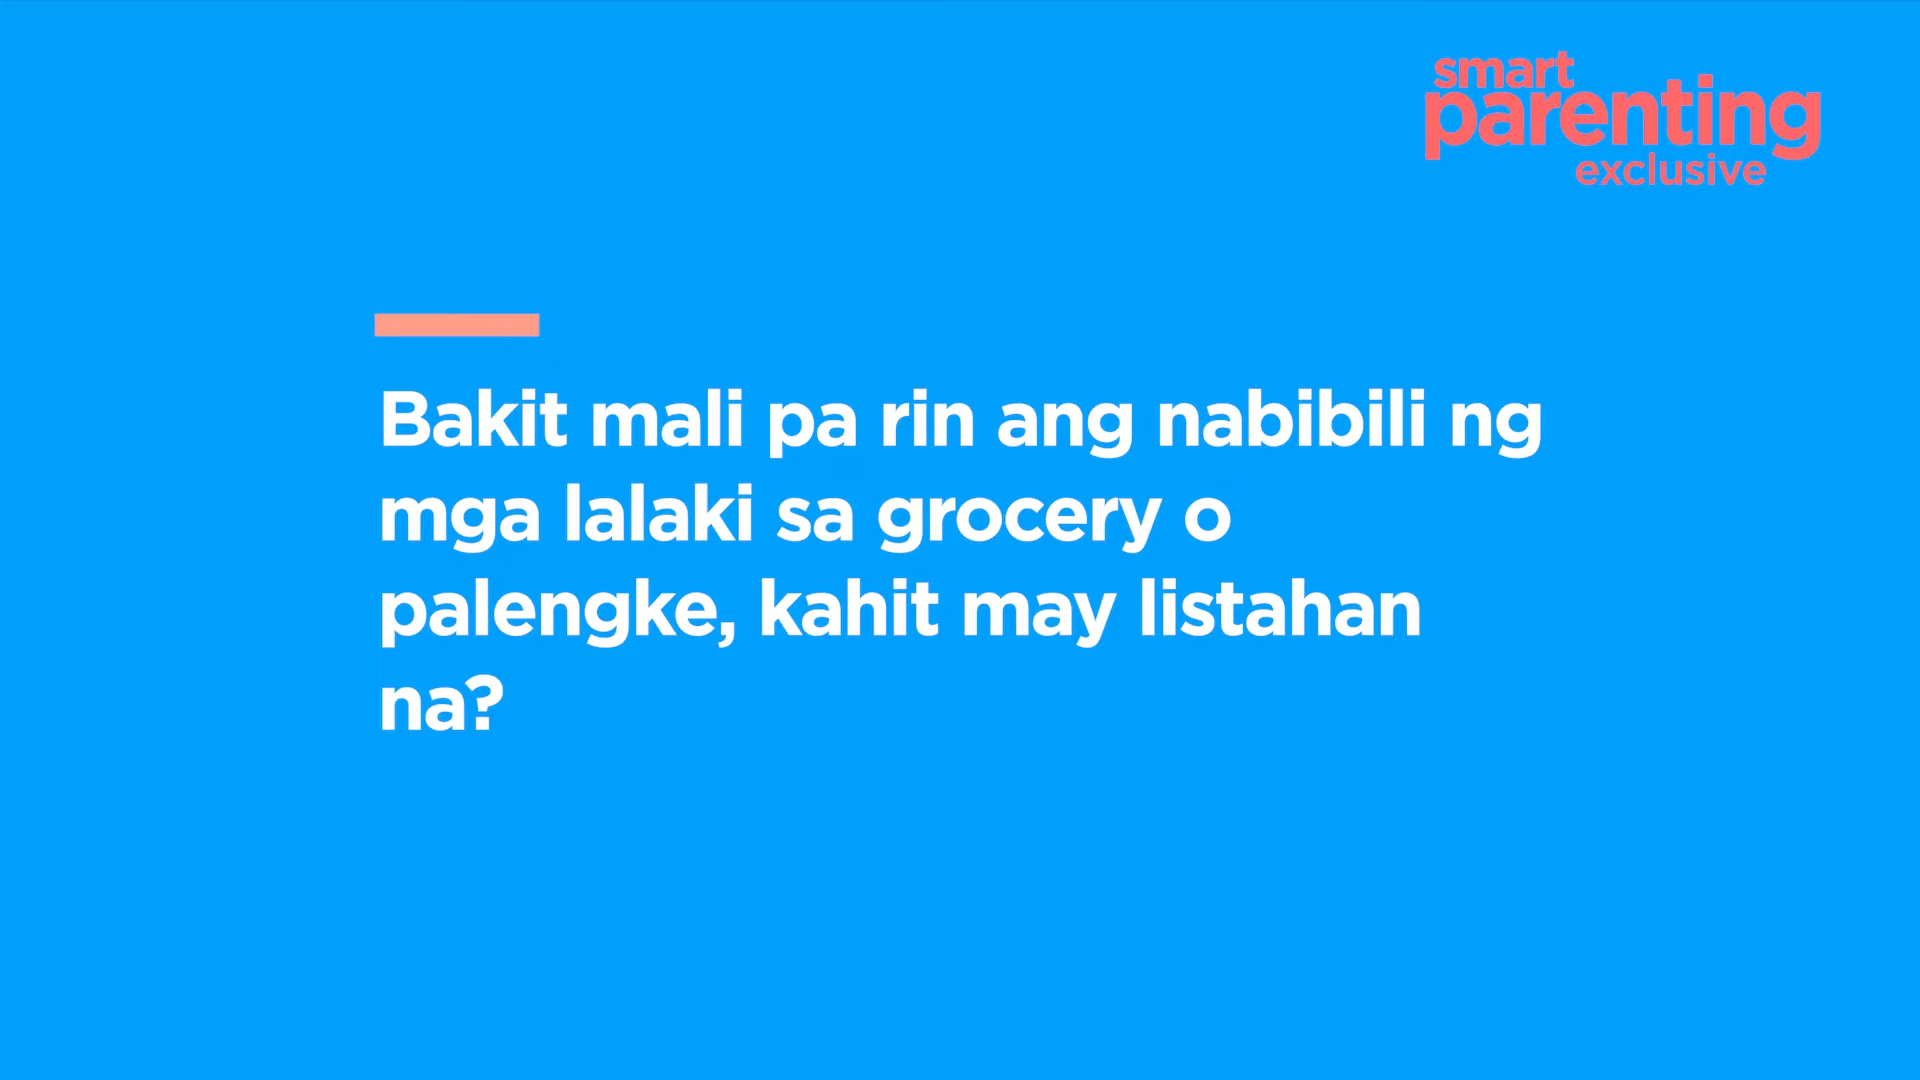 smart
parenting
exclusive
Bakit mali pa rin ang nabibili ng
mga lalaki sa grocery o
palengke, kahit may listahan
na?